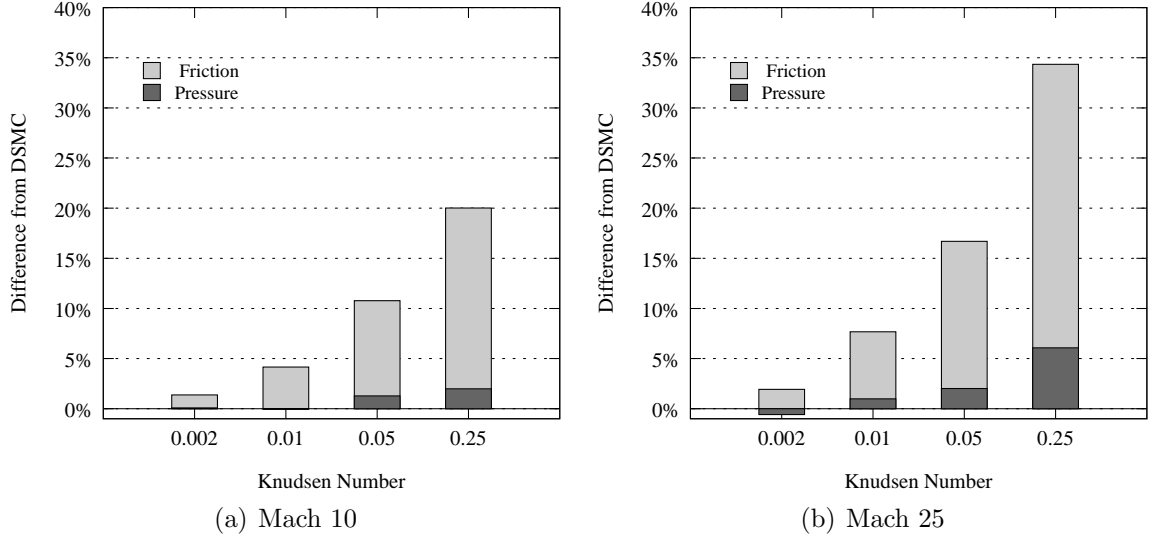 40%
35%
30%
25%
20%
15%
10%
5%
0%
Difference from DSMC
Friction
Pressure
0.002 0.01 0.05 0.25
Knudsen Number
(a) Mach 10
40%
35%
30%
25%
20%
15%
10%
5%
0%
Difference from DSMC
Friction
Pressure
0.002 0.01 0.05 0.25
Knudsen Number
(b) Mach 25